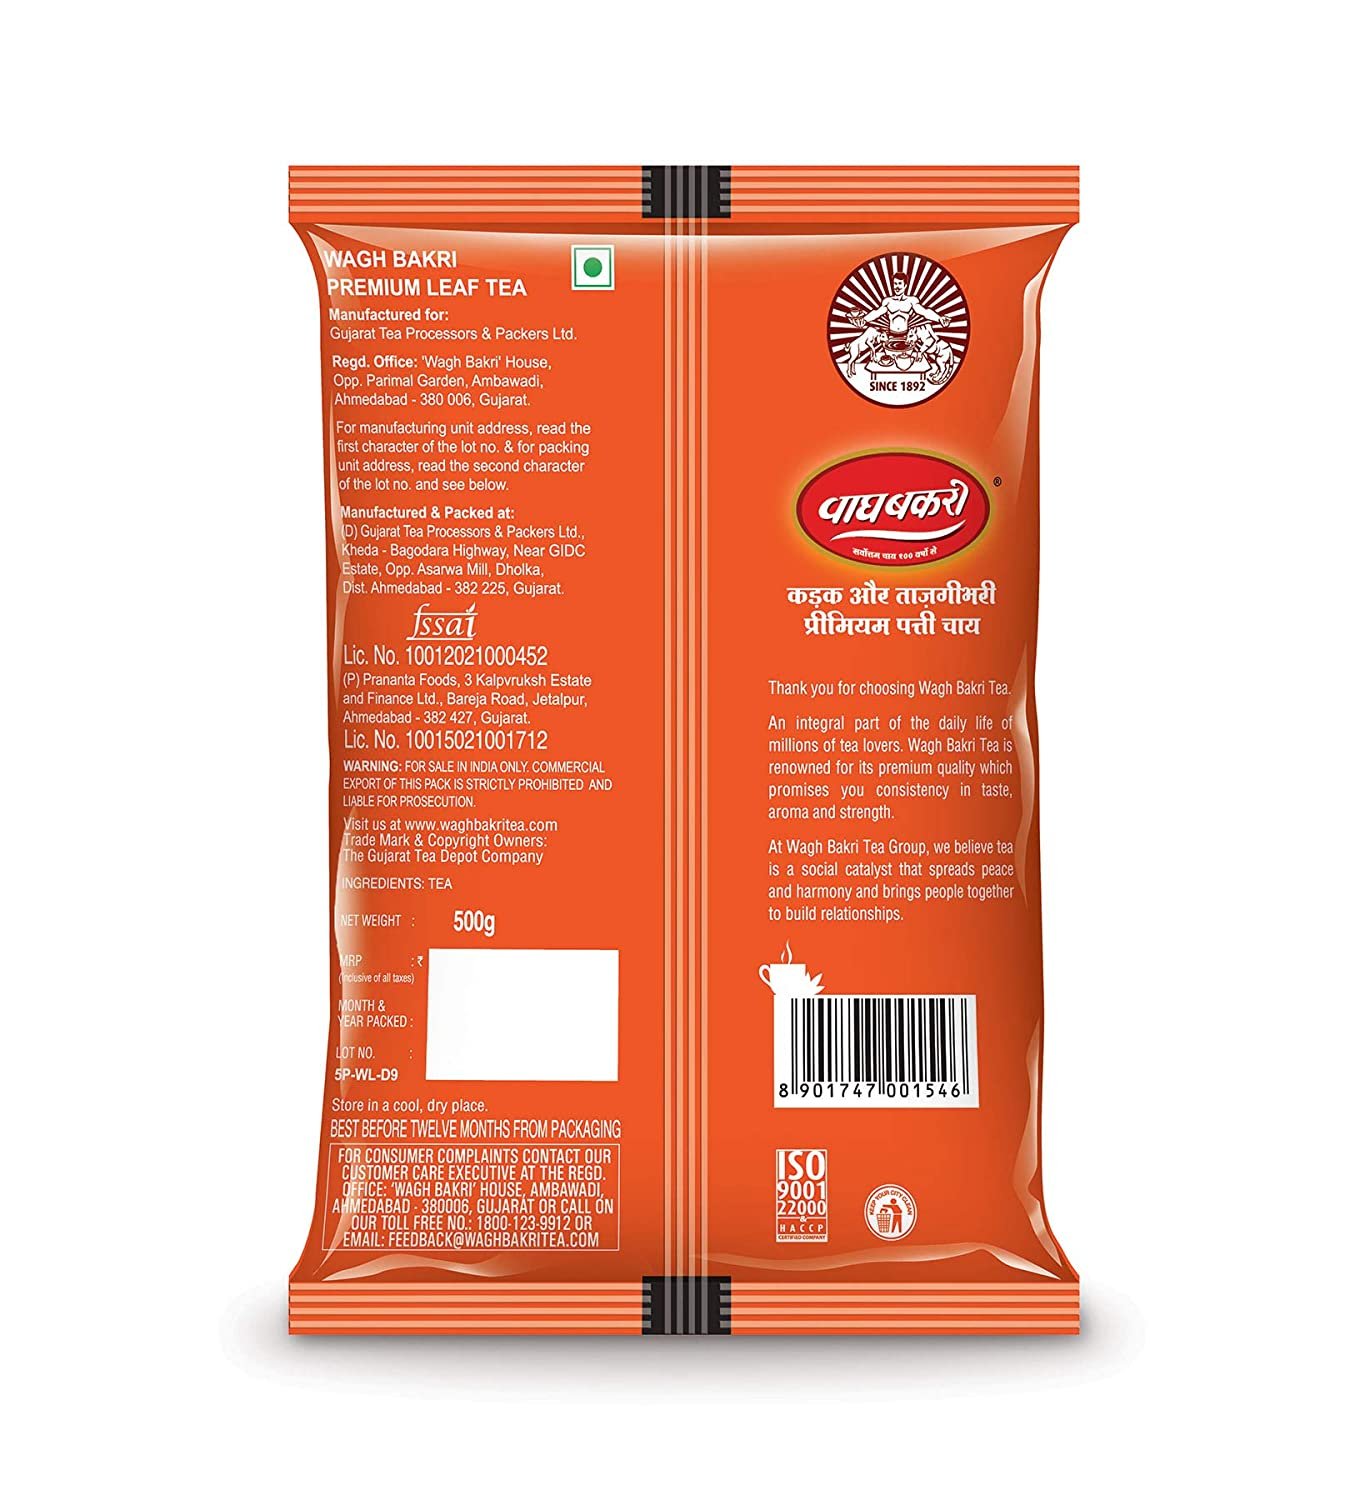 WAGH BAKRI
PREMIUM LEAF TEA
Manufactured for:
Gujarat Tea Processors & Packers Ltd.
Regd. Office: 'Wagh Bakri' House,
Opp. Parimal Garden, Ambawadi,
Ahmedabad - 380 006, Gujarat.
For manufacturing unit address, read the
first character of the lot no. & for packing
unit address, read the second character
of the lot no. and see below.
Manufactured & Packed at:
(D) Gujarat Tea Processors & Packers Ltd.,
Kheda - Bagodara Highway, Near GIDC
Estate, Opp. Asarwa Mill, Dholka,
Dist. Ahmedabad - 382 225, Gujarat.
fssai
Lic. No. 10012021000452
(P) Prananta Foods, 3 Kalpvruksh Estate
and Finance Ltd., Bareja Road, Jetalpur,
Ahmedabad - 382 427, Gujarat.
Lic. No. 10015021001712
WARNING: FOR SALE IN INDIA ONLY. COMMERCIAL
EXPORT OF THIS PACK IS STRICTLY PROHIBITED AND
LIABLE FOR PROSECUTION.
Visit us at www.waghbakritea.com
Trade Mark & Copyright Owners:
The Gujarat Tea Depot Company
INGREDIENTS: TEA
NET WEIGHT : 500g
MRP : ₹
(Inclusive of all taxes)
MONTH &
YEAR PACKED :
LOT NO. :
5P-WL-D9
Store in a cool, dry place.
BEST BEFORE TWELVE MONTHS FROM PACKAGING
FOR CONSUMER COMPLAINTS CONTACT OUR
CUSTOMER CARE EXECUTIVE AT THE REGD.
OFFICE: 'WAGH BAKRI' HOUSE, AMBAWADI,
AHMEDABAD - 380006, GUJARAT OR CALL ON
OUR TOLL FREE NO.: 1800-123-9912 OR
EMAIL: FEEDBACK@WAGHBAKRITEA.COM
SINCE 1892
वाघ बकरी ®
सर्वोत्तम चाय १०० वर्षों से
कड़क और ताज़गीभरी
प्रीमियम पत्ती चाय
Thank you for choosing Wagh Bakri Tea.
An integral part of the daily life of
millions of tea lovers. Wagh Bakri Tea is
renowned for its premium quality which
promises you consistency in taste,
aroma and strength.
At Wagh Bakri Tea Group, we believe tea
is a social catalyst that spreads peace
and harmony and brings people together
to build relationships.
8 901747 001546
ISO
9001
22000
&
HACCP
CERTIFIED COMPANY
KEEP YOUR CITY CLEAN